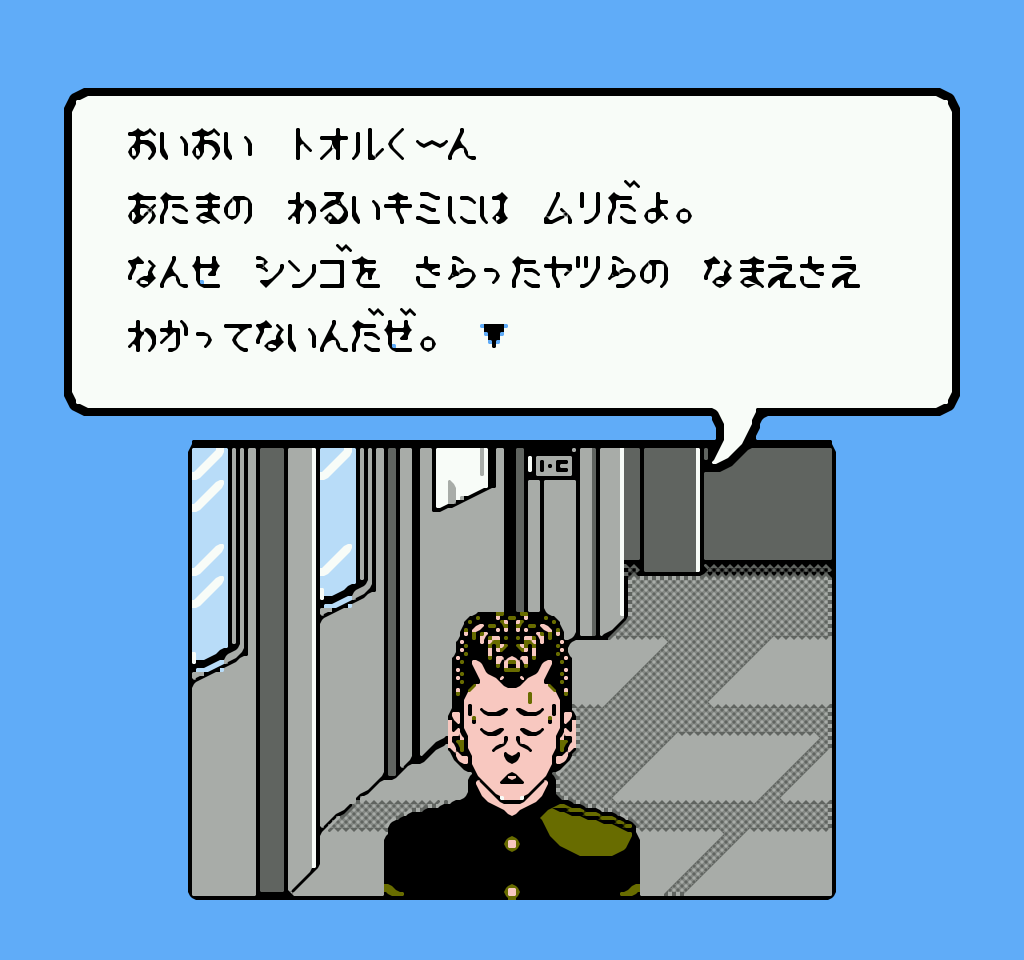 おいおい トオルく～ん
あたまの わるいキミには ムリだよ。
なんせ シンゴを さらったヤツらの なまえさえ
わかってないんだぜ。 ▼